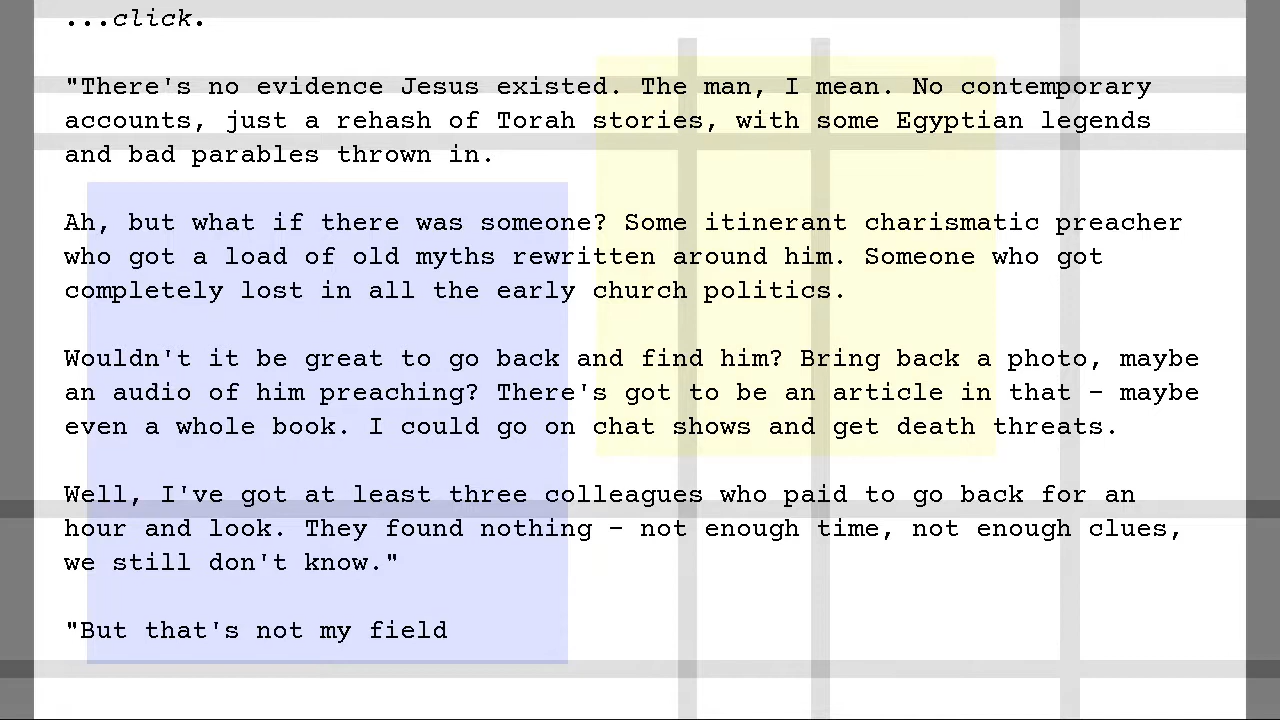 ...click.
"There's no evidence Jesus existed. The man, I mean. No contemporary
accounts, just a rehash of Torah stories, with some Egyptian legends
and bad parables thrown in.
Ah, but what if there was someone? Some itinerant charismatic preacher
who got a load of old myths rewritten around him. Someone who got
completely lost in all the early church politics.
Wouldn't it be great to go back and find him? Bring back a photo, maybe
an audio of him preaching? There's got to be an article in that – maybe
even a whole book. I could go on chat shows and get death threats.
Well, I've got at least three colleagues who paid to go back for an
hour and look. They found nothing – not enough time, not enough clues,
we still don't know."
"But that's not my field